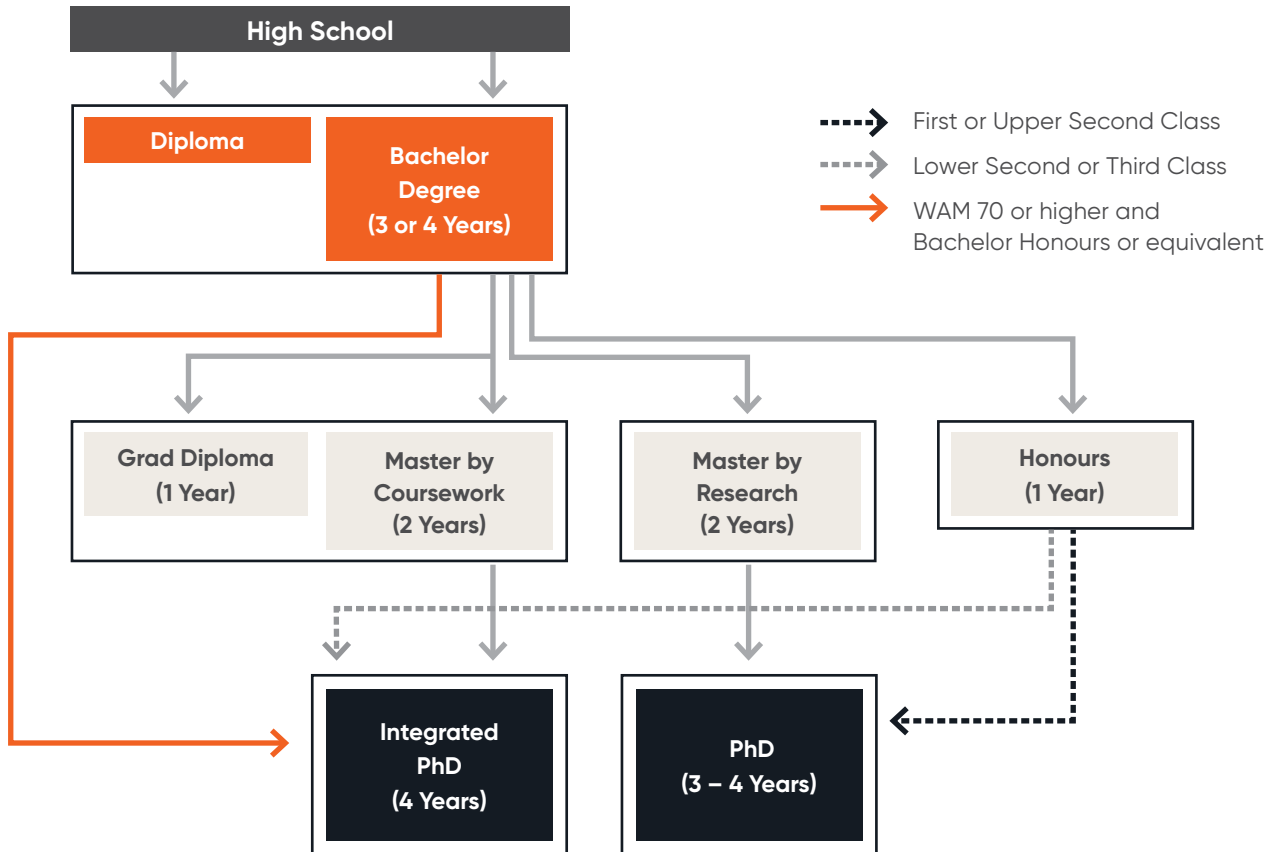 High School
Diploma
Bachelor
Degree
(3 or 4 Years)
First or Upper Second Class
Lower Second or Third Class
WAM 70 or higher and
Bachelor Honours or equivalent
Grad Diploma
(1 Year)
Master by
Coursework
(2 Years)
Master by
Research
(2 Years)
Honours
(1 Year)
Integrated
PhD
(4 Years)
PhD
(3 – 4 Years)